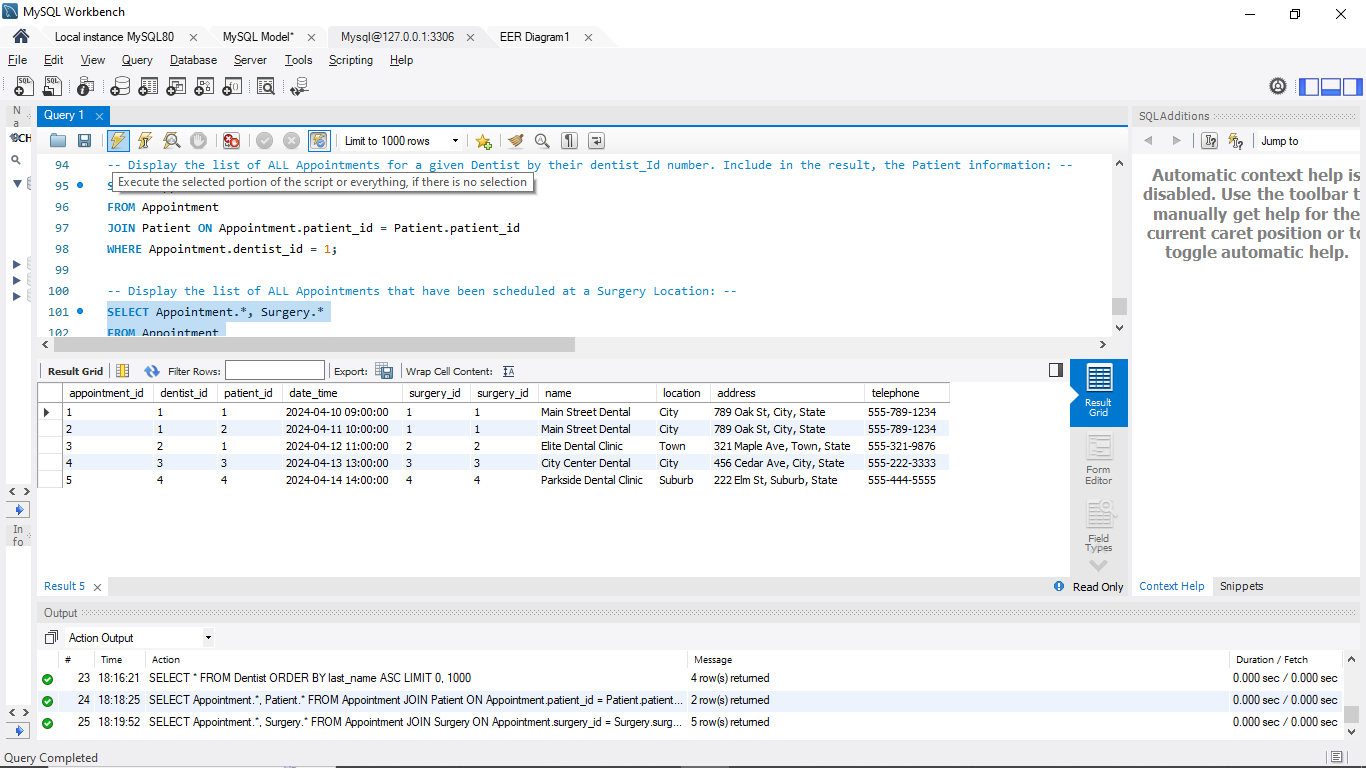 MySQL Workbench
Local instance MySQL80 MySQL Model* Mysql@127.0.0.1:3306 EER Diagram1
File Edit View Query Database Server Tools Scripting Help
Na
Query 1
SQLAdditions
SCH
Limit to 1000 rows
Jump to
94 -- Display the list of ALL Appointments for a given Dentist by their dentist_Id number. Include in the result, the Patient information: --
Execute the selected portion of the script or everything, if there is no selection
95
96 FROM Appointment
97 JOIN Patient ON Appointment.patient_id = Patient.patient_id
98 WHERE Appointment.dentist_id = 1;
99
100 -- Display the list of ALL Appointments that have been scheduled at a Surgery Location: --
101 SELECT Appointment.*, Surgery.*
102 FROM Appointment
Automatic context help is
disabled. Use the toolbar t
manually get help for the
current caret position or to
toggle automatic help.
Result Grid Filter Rows: Export: Wrap Cell Content:
appointment_id dentist_id patient_id date_time surgery_id surgery_id name location address telephone
1 1 1 2024-04-10 09:00:00 1 1 Main Street Dental City 789 Oak St, City, State 555-789-1234
2 1 2 2024-04-11 10:00:00 1 1 Main Street Dental City 789 Oak St, City, State 555-789-1234
3 2 1 2024-04-12 11:00:00 2 2 Elite Dental Clinic Town 321 Maple Ave, Town, State 555-321-9876
4 3 3 2024-04-13 13:00:00 3 3 City Center Dental City 456 Cedar Ave, City, State 555-222-3333
5 4 4 2024-04-14 14:00:00 4 4 Parkside Dental Clinic Suburb 222 Elm St, Suburb, State 555-444-5555
Result
Grid
Form
Editor
Field
Types
Info
Result 5 Read Only
Context Help Snippets
Output
Action Output
# Time Action Message Duration / Fetch
23 18:16:21 SELECT * FROM Dentist ORDER BY last_name ASC LIMIT 0, 1000 4 row(s) returned 0.000 sec / 0.000 sec
24 18:18:25 SELECT Appointment.*, Patient.* FROM Appointment JOIN Patient ON Appointment.patient_id = Patient.patient... 2 row(s) returned 0.000 sec / 0.000 sec
25 18:19:52 SELECT Appointment.*, Surgery.* FROM Appointment JOIN Surgery ON Appointment.surgery_id = Surgery.surg... 5 row(s) returned 0.000 sec / 0.000 sec
Query Completed